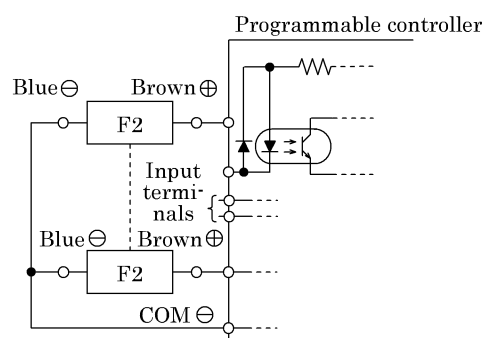 Programmable controller
Blue ⊖
Brown ⊕
F2
Input
termi-
nals
Blue ⊖
Brown ⊕
F2
COM ⊖